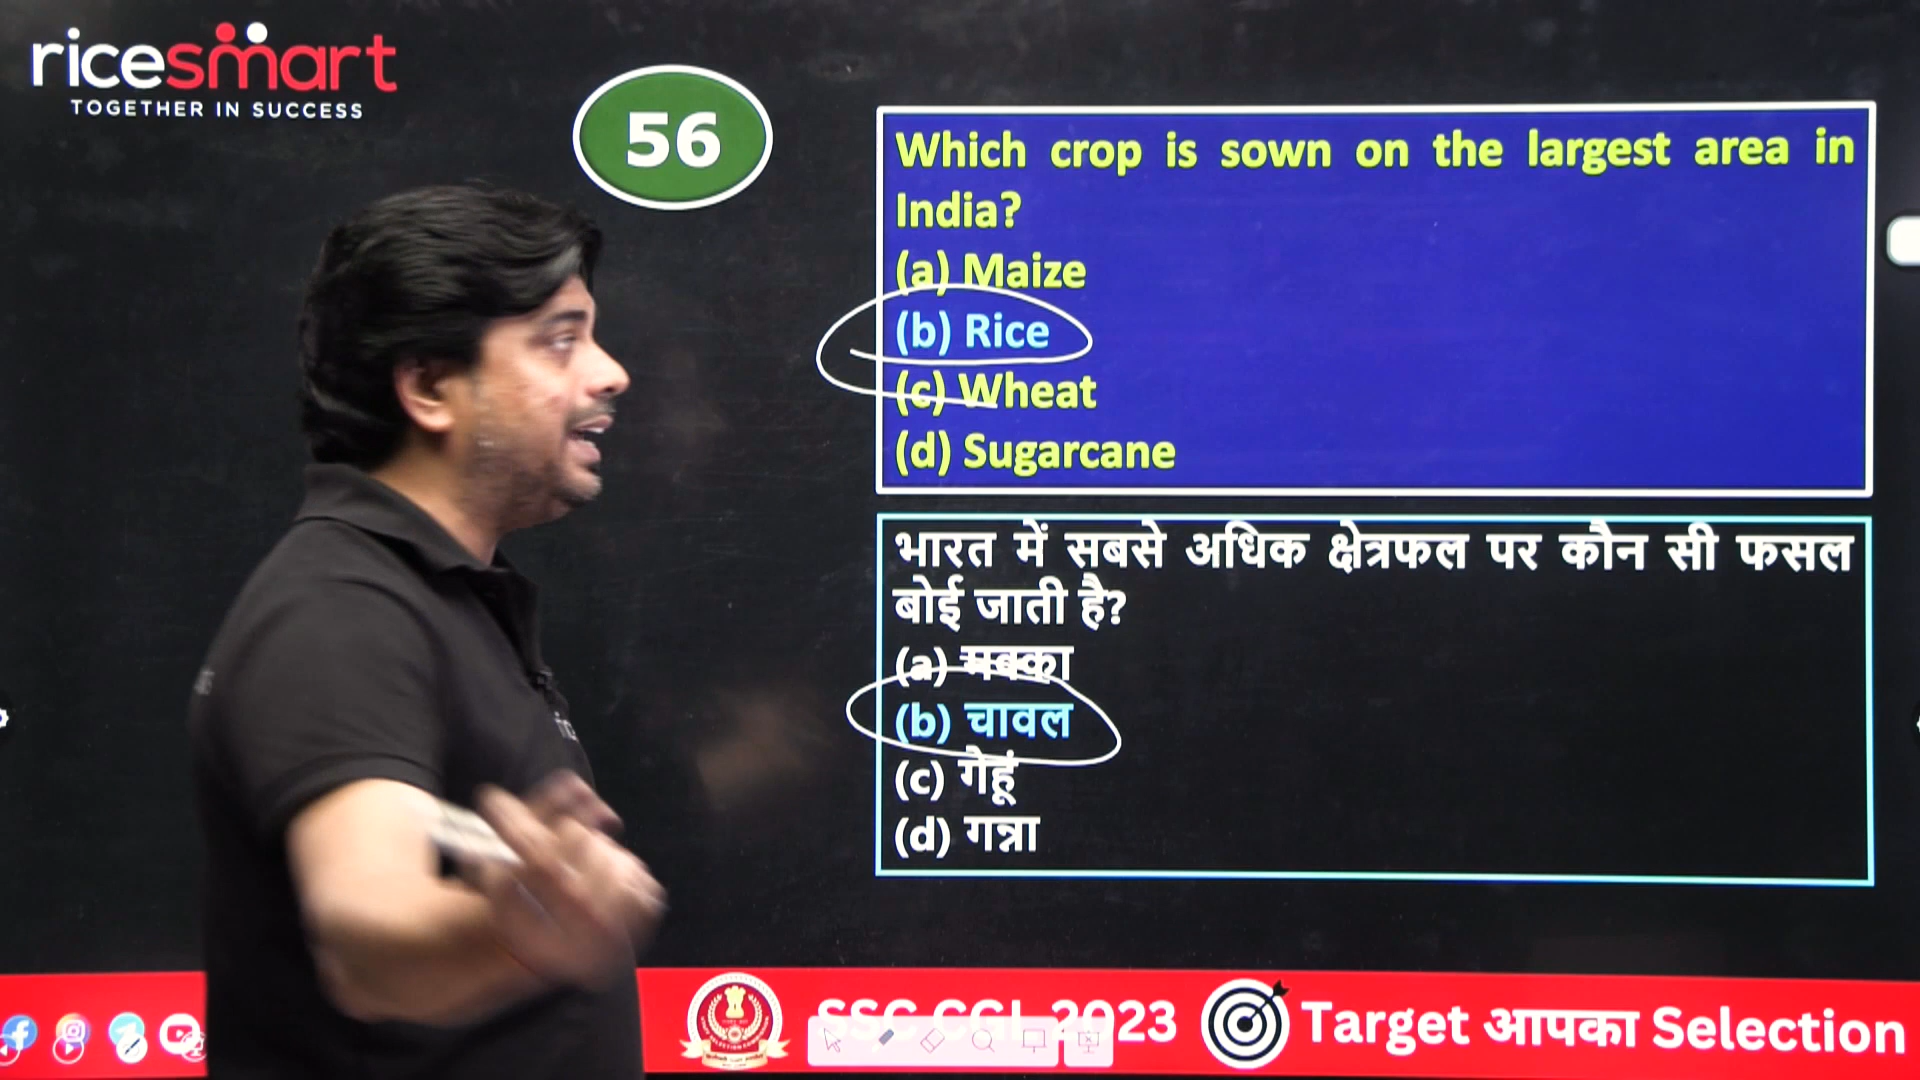 ricesmart
TOGETHER IN SUCCESS
56
Which crop is sown on the largest area in
India?
(a) Maize
(b) Rice
(c) Wheat
(d) Sugarcane
भारत में सबसे अधिक क्षेत्रफल पर कौन सी फसल
बोई जाती है?
(a) मक्का
(b) चावल
(c) गेहूं
(d) गन्ना
SSC CGL 2023
Target आपका Selection